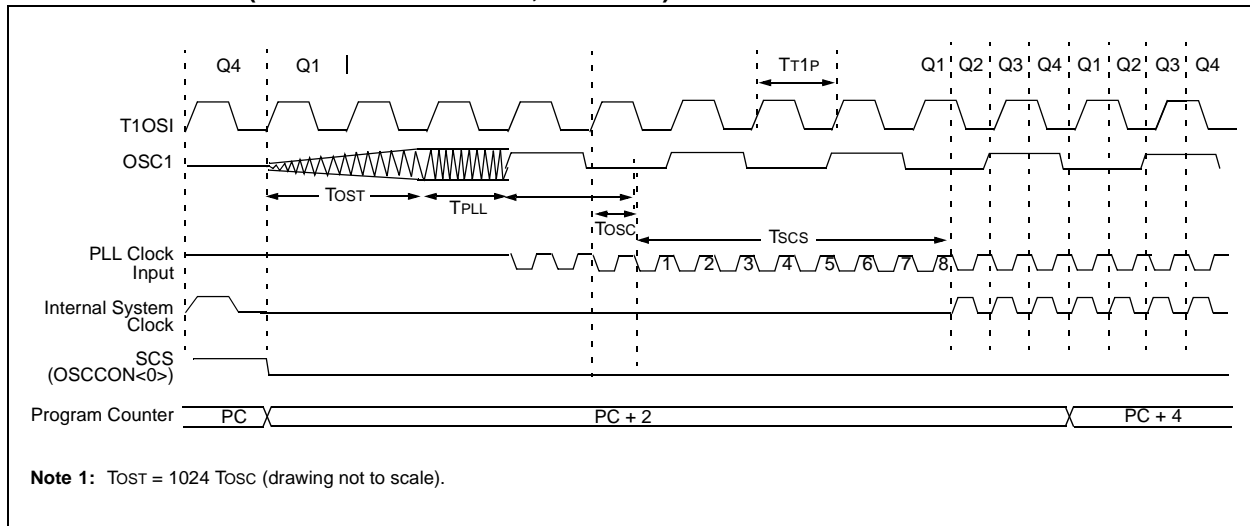 Q4 Q1 TT1P Q1 Q2 Q3 Q4 Q1 Q2 Q3 Q4
T1OSI
OSC1
TOST TPLL
TOSC TSCS
PLL Clock
Input
1 2 3 4 5 6 7 8
Internal System
Clock
SCS
(OSCCON<0>)
Program Counter PC PC + 2 PC + 4
Note 1: TOST = 1024 TOSC (drawing not to scale).